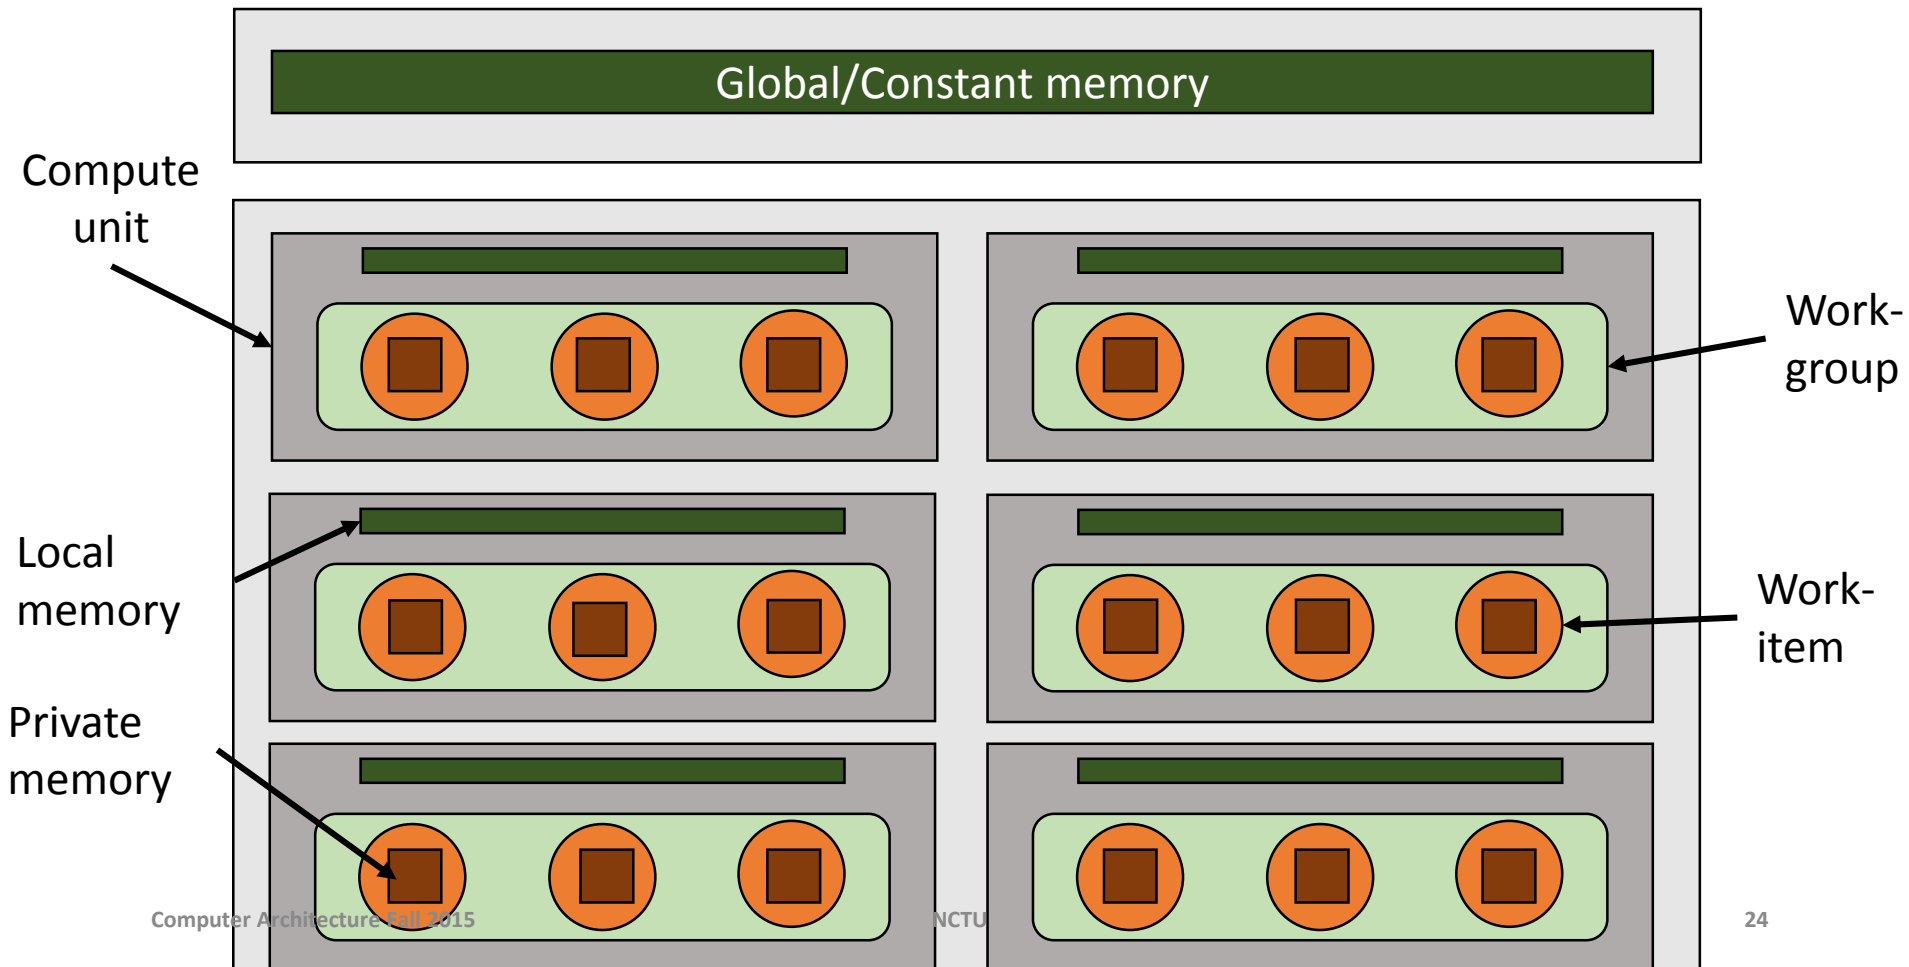 Global/Constant memory
Compute
unit
Work-
group
Local
memory
Work-
item
Private
memory
Computer Architecture Fall 2015
NCTU
24